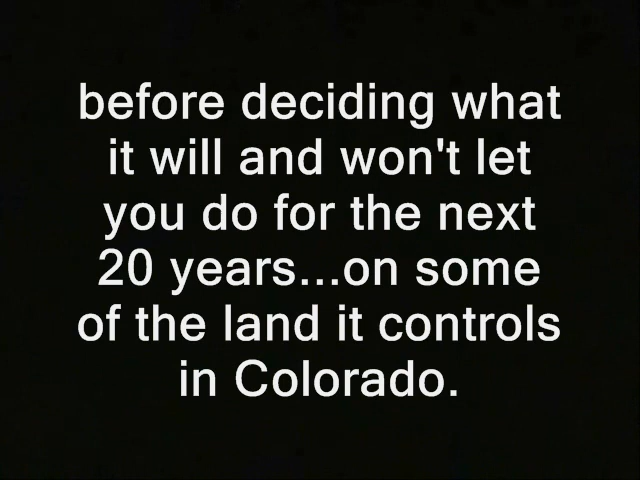 before deciding what
it will and won't let
you do for the next
20 years...on some
of the land it controls
in Colorado.